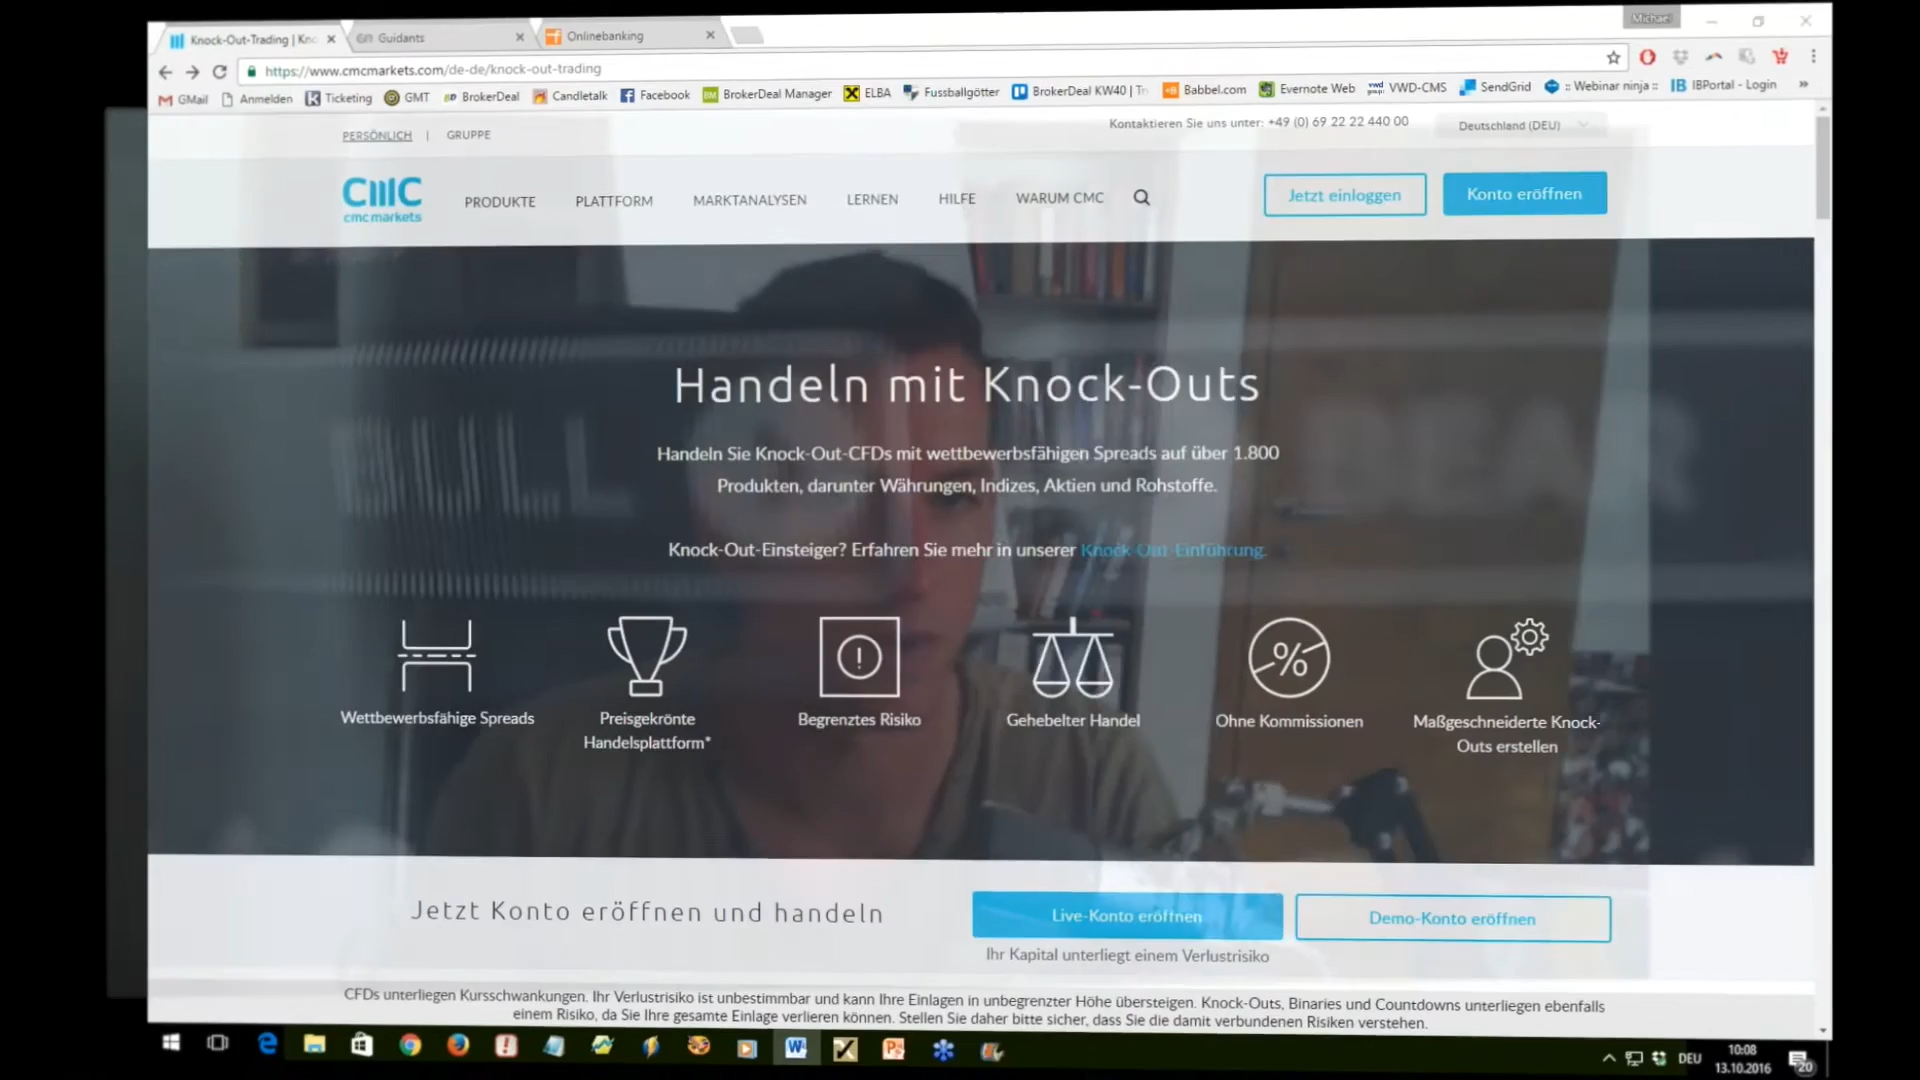 Michael
Knock-Out-Trading | Kno
Guidants
Onlinebanking
https://www.cmcmarkets.com/de-de/knock-out-trading
GMail
Anmelden
Ticketing
GMT
BrokerDeal
Candletalk
Facebook
BrokerDeal Manager
ELBA
Fussballgötter
BrokerDeal KW40 | Tr
Babbel.com
Evernote Web
VWD-CMS
SendGrid
:: Webinar ninja ::
IBPortal - Login
PERSÖNLICH | GRUPPE
Kontaktieren Sie uns unter: +49 (0) 69 22 22 440 00
Deutschland (DEU)
cmc
cmc markets
PRODUKTE
PLATTFORM
MARKTANALYSEN
LERNEN
HILFE
WARUM CMC
Jetzt einloggen
Konto eröffnen
Handeln mit Knock-Outs
Handeln Sie Knock-Out-CFDs mit wettbewerbsfähigen Spreads auf über 1.800
Produkten, darunter Währungen, Indizes, Aktien und Rohstoffe.
Knock-Out-Einsteiger? Erfahren Sie mehr in unserer Knock-Out-Einführung.
BULL
BEAR
Wettbewerbsfähige Spreads
Preisgekrönte
Handelsplattform*
Begrenztes Risiko
Gehebelter Handel
Ohne Kommissionen
Maßgeschneiderte Knock-
Outs erstellen
Jetzt Konto eröffnen und handeln
Live-Konto eröffnen
Demo-Konto eröffnen
Ihr Kapital unterliegt einem Verlustrisiko
CFDs unterliegen Kursschwankungen. Ihr Verlustrisiko ist unbestimmbar und kann Ihre Einlagen in unbegrenzter Höhe übersteigen. Knock-Outs, Binaries und Countdowns unterliegen ebenfalls
einem Risiko, da Sie Ihre gesamte Einlage verlieren können. Stellen Sie daher bitte sicher, dass Sie die damit verbundenen Risiken verstehen.
DEU
10:08
13.10.2016
20